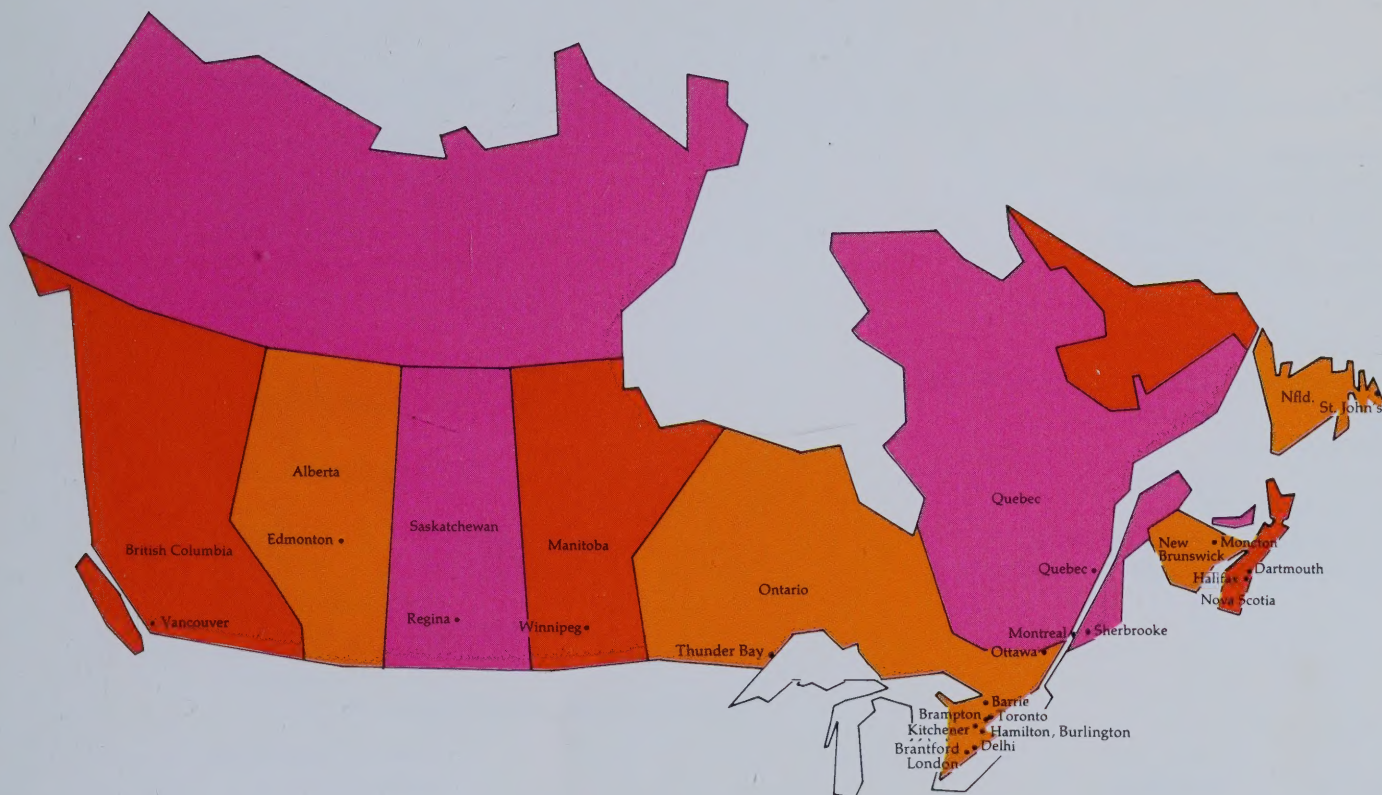 Alberta
Edmonton
British Columbia
Vancouver
Saskatchewan
Regina
Manitoba
Winnipeg
Ontario
Thunder Bay
Quebec
Quebec
Montreal
Sherbrooke
Ottawa
Barrie
Brampton
Toronto
Kitchener
Hamilton, Burlington
Brantford
Delhi
London
Nfld.
St. John's
New
Brunswick
Moncton
Dartmouth
Halifax
Nova Scotia